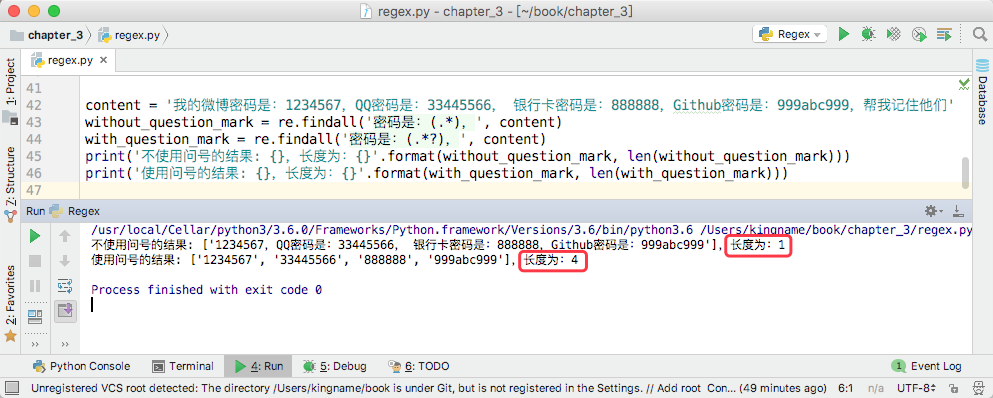 regex.py - chapter_3 - [~/book/chapter_3]
chapter_3 regex.py Regex
regex.py ×
1: Project
Z: Structure
2: Favorites
Database
41
42 content = '我的微博密码是：1234567，QQ密码是：33445566， 银行卡密码是：888888，Github密码是：999abc999，帮我记住他们'
43 without_question_mark = re.findall('密码是：(.*)，', content)
44 with_question_mark = re.findall('密码是：(.*?)，', content)
45 print('不使用问号的结果: {}，长度为：{}'.format(without_question_mark, len(without_question_mark)))
46 print('使用问号的结果: {}，长度为：{}'.format(with_question_mark, len(with_question_mark)))
47
Run Regex
/usr/local/Cellar/python3/3.6.0/Frameworks/Python.framework/Versions/3.6/bin/python3.6 /Users/kingname/book/chapter_3/regex.py
不使用问号的结果: ['1234567，QQ密码是：33445566， 银行卡密码是：888888，Github密码是：999abc999']，长度为：1
使用问号的结果: ['1234567', '33445566', '888888', '999abc999']，长度为：4
Process finished with exit code 0
>> >>
Python Console Terminal 4: Run 5: Debug 6: TODO 1 Event Log
Unregistered VCS root detected: The directory /Users/kingname/book is under Git, but is not registered in the Settings. // Add root Con... (49 minutes ago) 6:1 n/a UTF-8